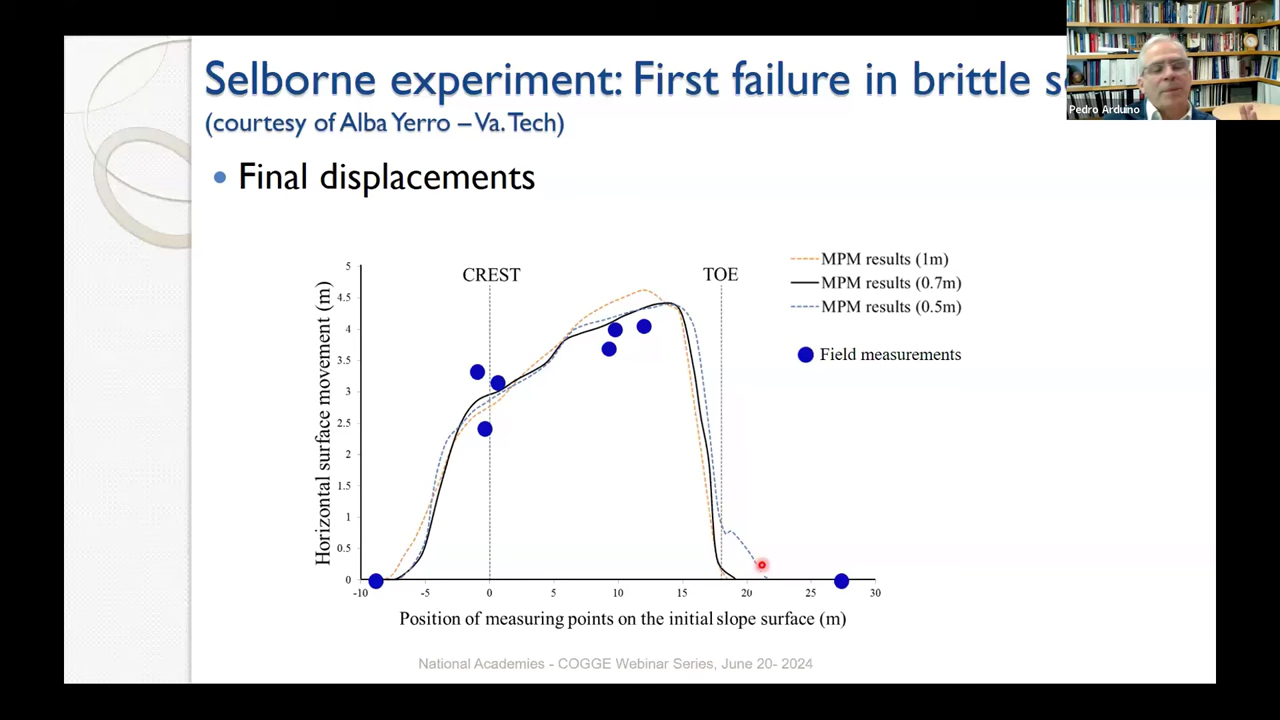 Selborne experiment: First failure in brittle
(courtesy of Alba Yerro – Va. Tech)
Pedro Arduino
• Final displacements
CREST
TOE
MPM results (1m)
MPM results (0.7m)
MPM results (0.5m)
Field measurements
Horizontal surface movement (m)
5
4.5
4
3.5
3
2.5
2
1.5
1
0.5
0
-10 -5 0 5 10 15 20 25 30
Position of measuring points on the initial slope surface (m)
National Academies - COGGE Webinar Series, June 20- 2024